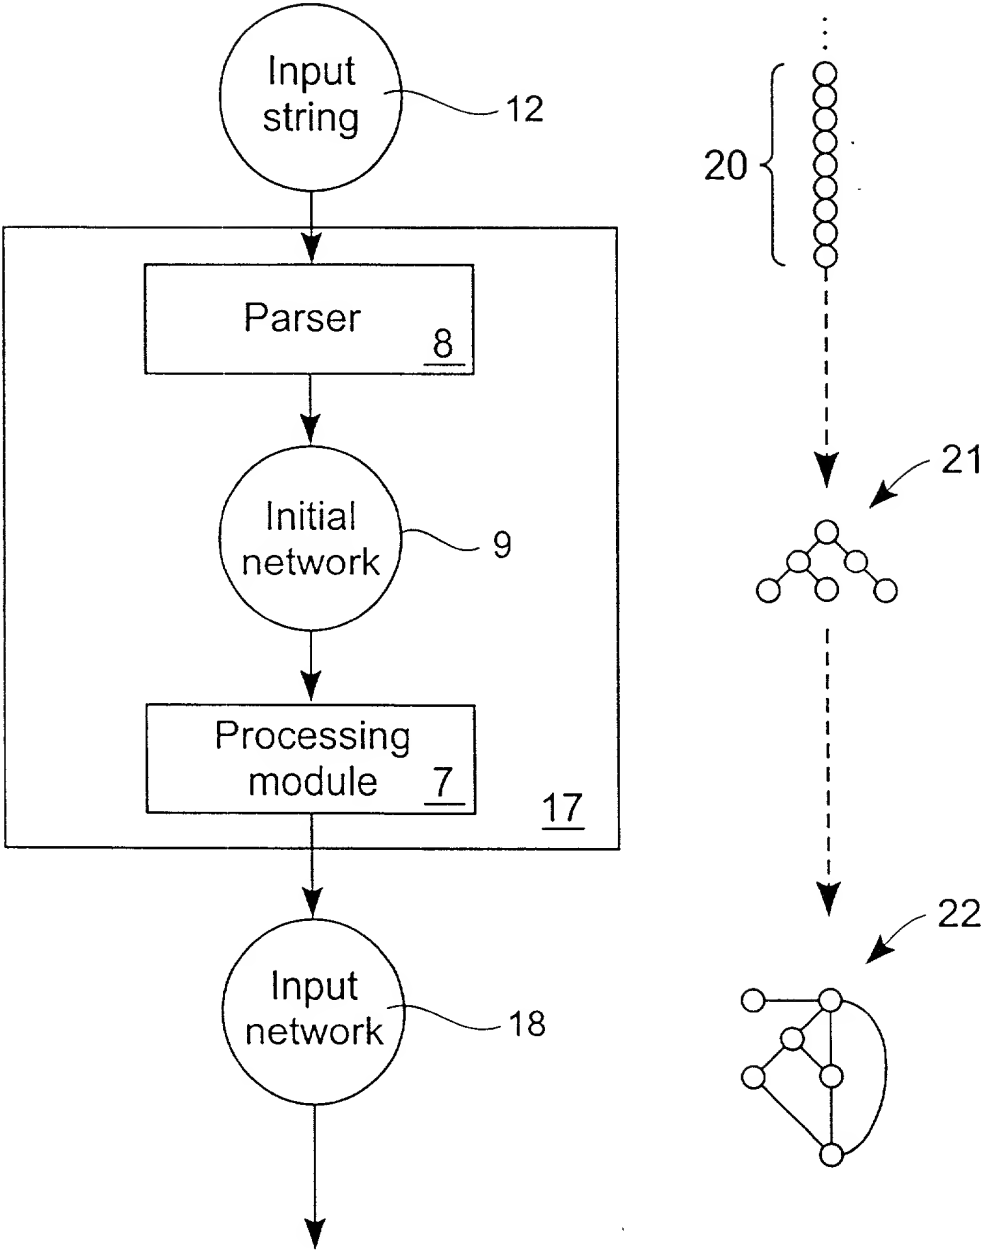 Input
string
12
20
Parser
8
21
Initial
network
9
Processing
module
7
17
22
Input
network
18